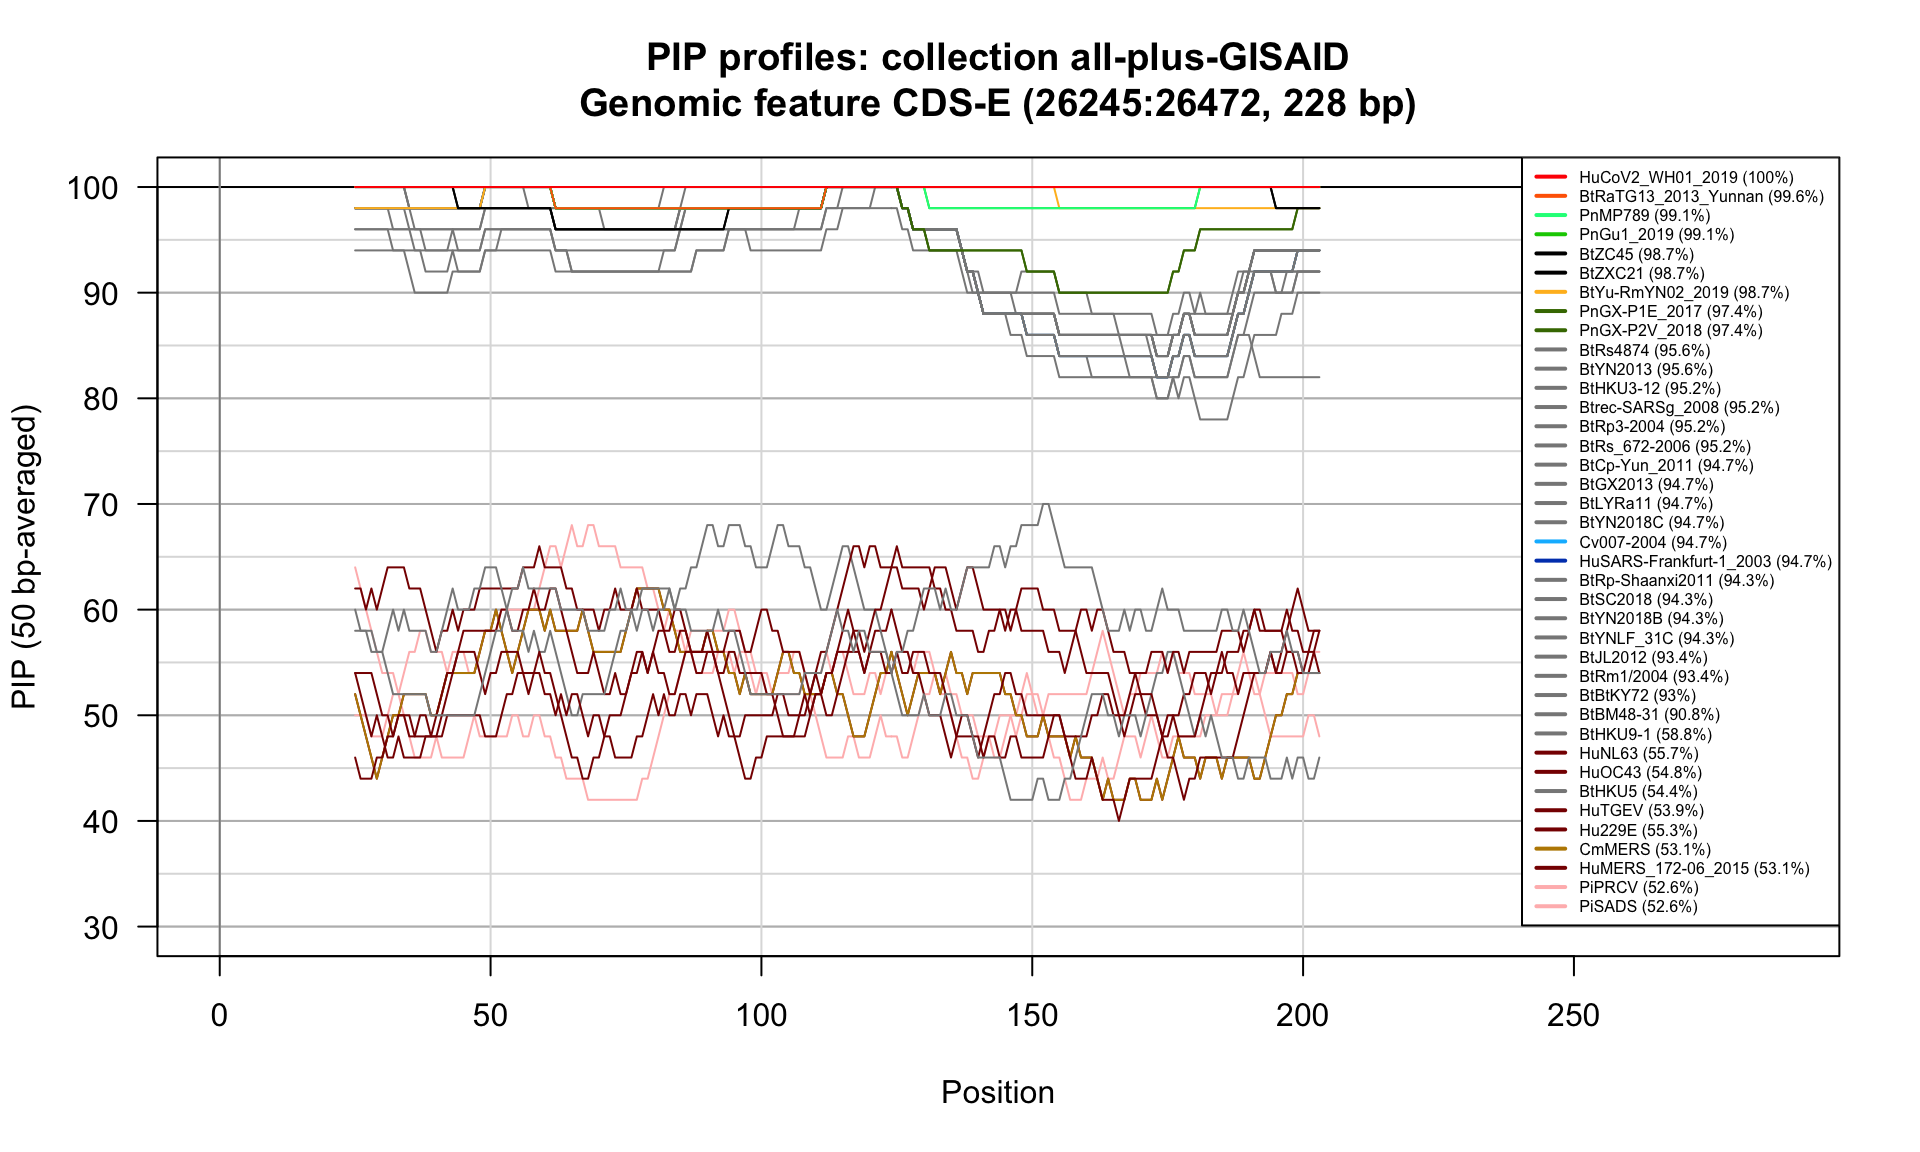 PIP profiles: collection all-plus-GISAID
Genomic feature CDS-E (26245:26472, 228 bp)
PIP (50 bp-averaged)
100
90
80
70
60
50
40
30
0
50
100
150
200
250
Position
HuCoV2_WH01_2019 (100%)
BtRaTG13_2013_Yunnan (99.6%)
PnMP789 (99.1%)
PnGu1_2019 (99.1%)
BtZC45 (98.7%)
BtZXC21 (98.7%)
BtYu-RmYN02_2019 (98.7%)
PnGX-P1E_2017 (97.4%)
PnGX-P2V_2018 (97.4%)
BtRs4874 (95.6%)
BtYN2013 (95.6%)
BtHKU3-12 (95.2%)
Btrec-SARSg_2008 (95.2%)
BtRp3-2004 (95.2%)
BtRs_672-2006 (95.2%)
BtCp-Yun_2011 (94.7%)
BtGX2013 (94.7%)
BtLYRa11 (94.7%)
BtYN2018C (94.7%)
Cv007-2004 (94.7%)
HuSARS-Frankfurt-1_2003 (94.7%)
BtRp-Shaanxi2011 (94.3%)
BtSC2018 (94.3%)
BtYN2018B (94.3%)
BtYNLF_31C (94.3%)
BtJL2012 (93.4%)
BtRm1/2004 (93.4%)
BtBtKY72 (93%)
BtBM48-31 (90.8%)
BtHKU9-1 (58.8%)
HuNL63 (55.7%)
HuOC43 (54.8%)
BtHKU5 (54.4%)
HuTGEV (53.9%)
Hu229E (55.3%)
CmMERS (53.1%)
HuMERS_172-06_2015 (53.1%)
PiPRCV (52.6%)
PiSADS (52.6%)